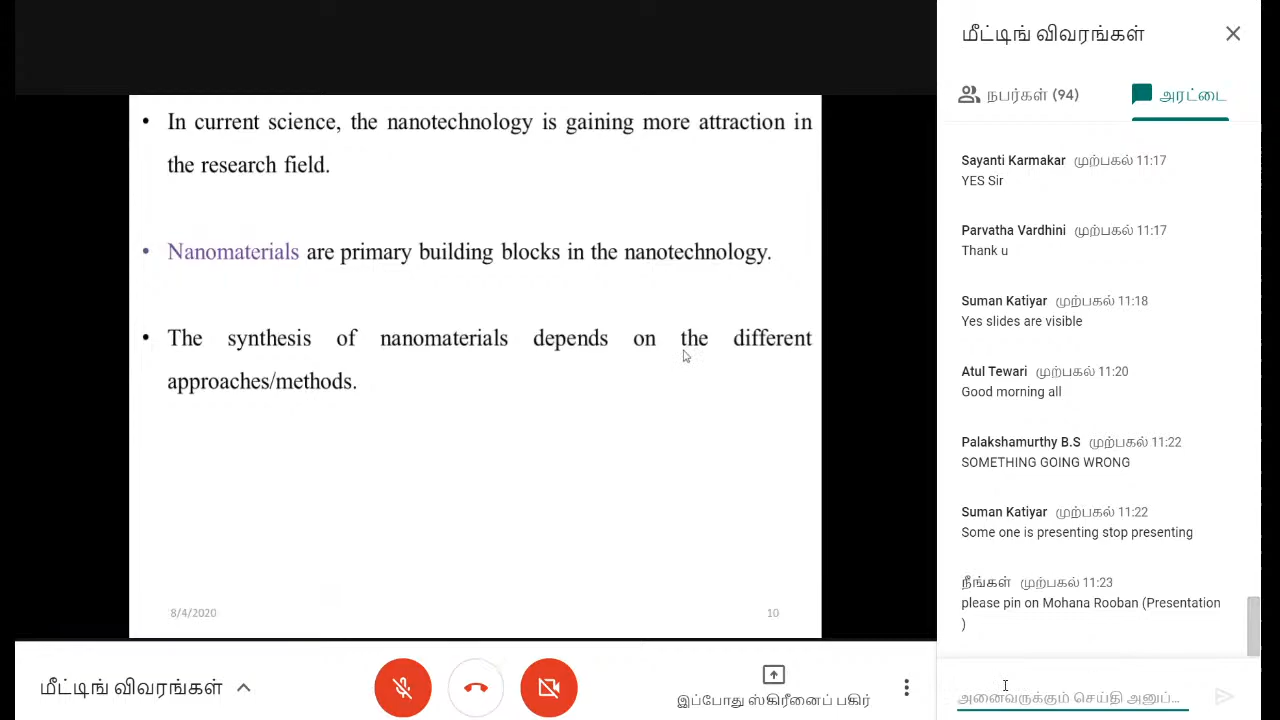 • In current science, the nanotechnology is gaining more attraction in
the research field.
• Nanomaterials are primary building blocks in the nanotechnology.
• The synthesis of nanomaterials depends on the different
approaches/methods.
8/4/2020
10
மீட்டிங் விவரங்கள்
இப்போது ஸ்கிரீனைப் பகிர்
மீட்டிங் விவரங்கள்
நபர்கள் (94)
அரட்டை
Sayanti Karmakar முற்பகல் 11:17
YES Sir
Parvatha Vardhini முற்பகல் 11:17
Thank u
Suman Katiyar முற்பகல் 11:18
Yes slides are visible
Atul Tewari முற்பகல் 11:20
Good morning all
Palakshamurthy B.S முற்பகல் 11:22
SOMETHING GOING WRONG
Suman Katiyar முற்பகல் 11:22
Some one is presenting stop presenting
நீங்கள் முற்பகல் 11:23
please pin on Mohana Rooban (Presentation
)
அனைவருக்கும் செய்தி அனுப்...